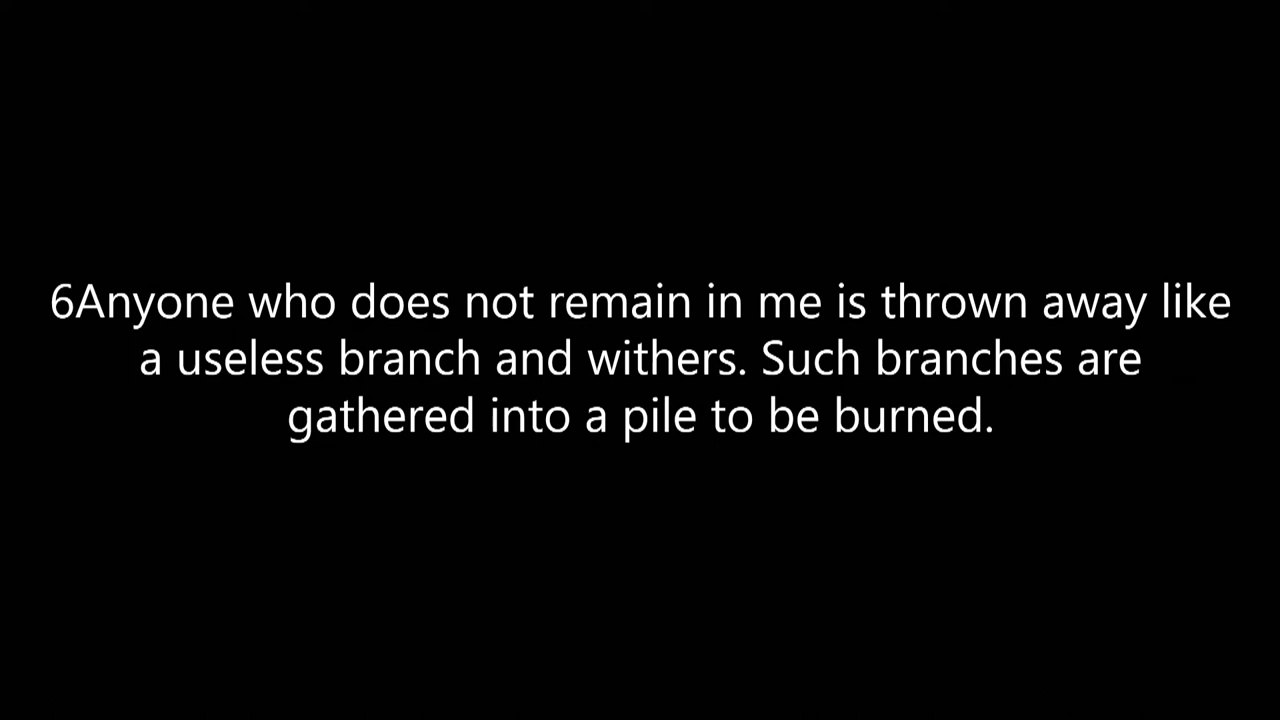 6Anyone who does not remain in me is thrown away like
a useless branch and withers. Such branches are
gathered into a pile to be burned.